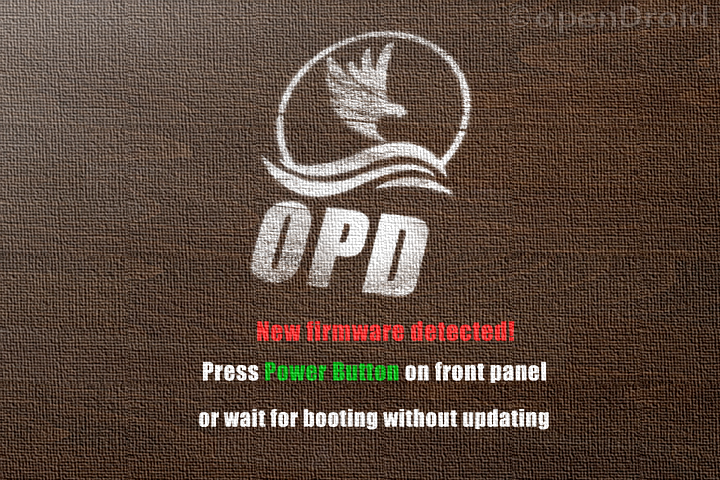 ©openDroid
OPD
New firmware detected!
Press Power Button on front panel
or wait for booting without updating